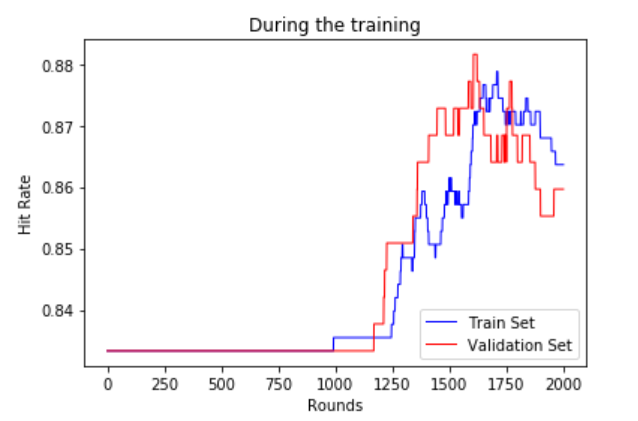 During the training
Hit Rate
0.88
0.87
0.86
0.85
0.84
Train Set
Validation Set
0 250 500 750 1000 1250 1500 1750 2000
Rounds